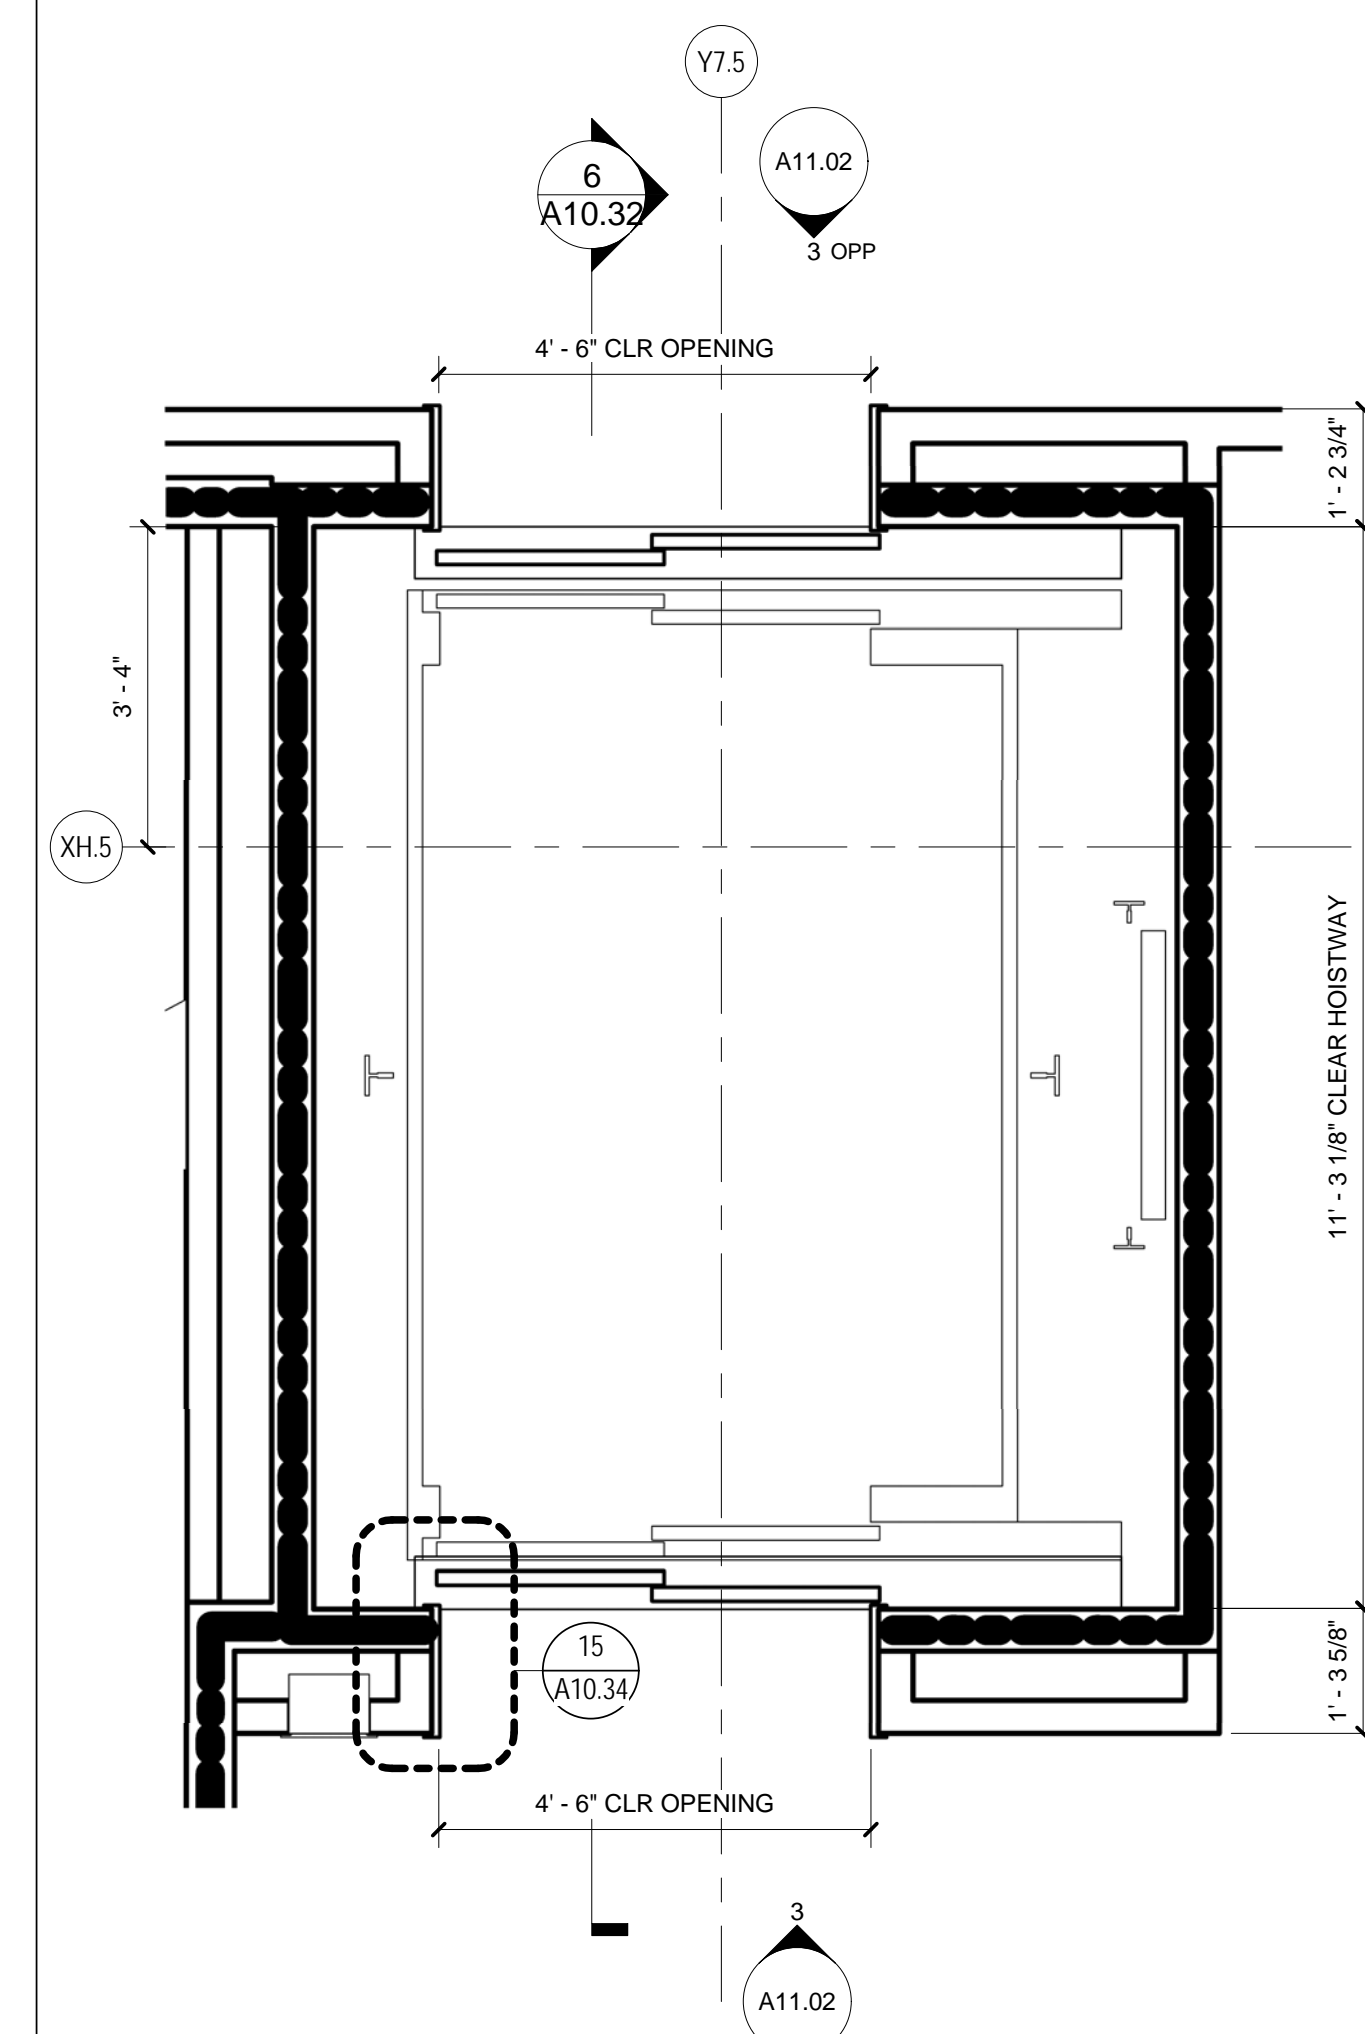 Y7.5
A11.02
3 OPP
6
A10.32
4' - 6" CLR OPENING
1' - 2 3/4"
3' - 4"
XH.5
11' - 3 1/8" CLEAR HOISTWAY
15
A10.34
1' - 3 5/8"
4' - 6" CLR OPENING
3
A11.02